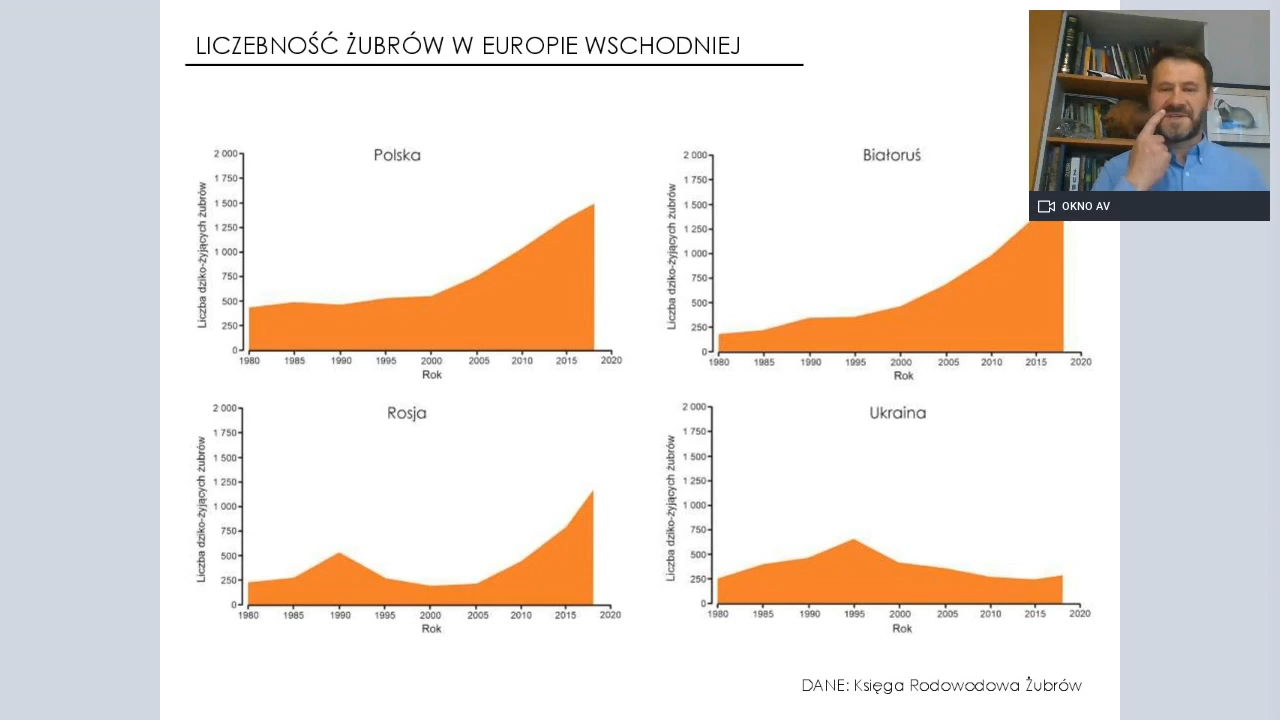 LICZEBNOŚĆ ŻUBRÓW W EUROPIE WSCHODNIEJ
OKNO AV
Polska
Liczba dziko-żyjących żubrów
2 000
1 750
1 500
1 250
1 000
750
500
250
0
1980 1985 1990 1995 2000 2005 2010 2015 2020
Rok
Białoruś
Liczba dziko-żyjących żubrów
2 000
1 750
1 500
1 250
1 000
750
500
250
0
1980 1985 1990 1995 2000 2005 2010 2015 2020
Rok
Rosja
Liczba dziko-żyjących żubrów
2 000
1 750
1 500
1 250
1 000
750
500
250
0
1980 1985 1990 1995 2000 2005 2010 2015 2020
Rok
Ukraina
Liczba dziko-żyjących żubrów
2 000
1 750
1 500
1 250
1 000
750
500
250
0
1980 1985 1990 1995 2000 2005 2010 2015 2020
Rok
DANE: Księga Rodowodowa Żubrów